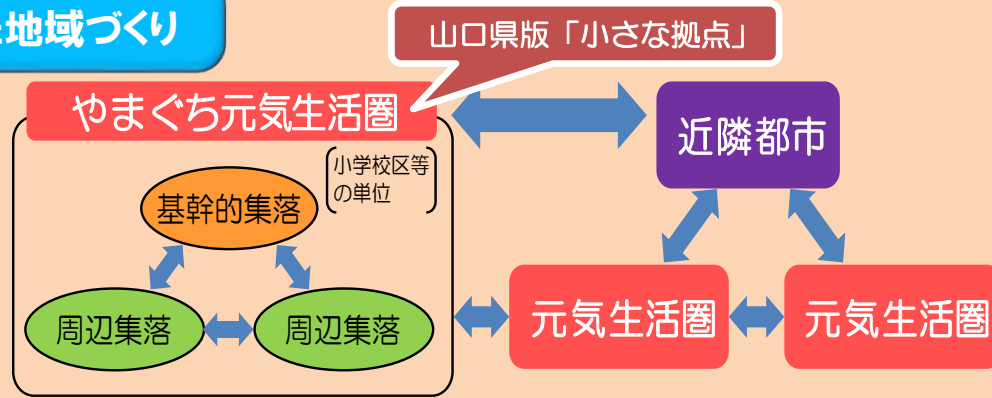 地域づくり
山口県版「小さな拠点」
やまぐち元気生活圏
近隣都市
小学校区等
の単位
基幹的集落
周辺集落
周辺集落
元気生活圏
元気生活圏